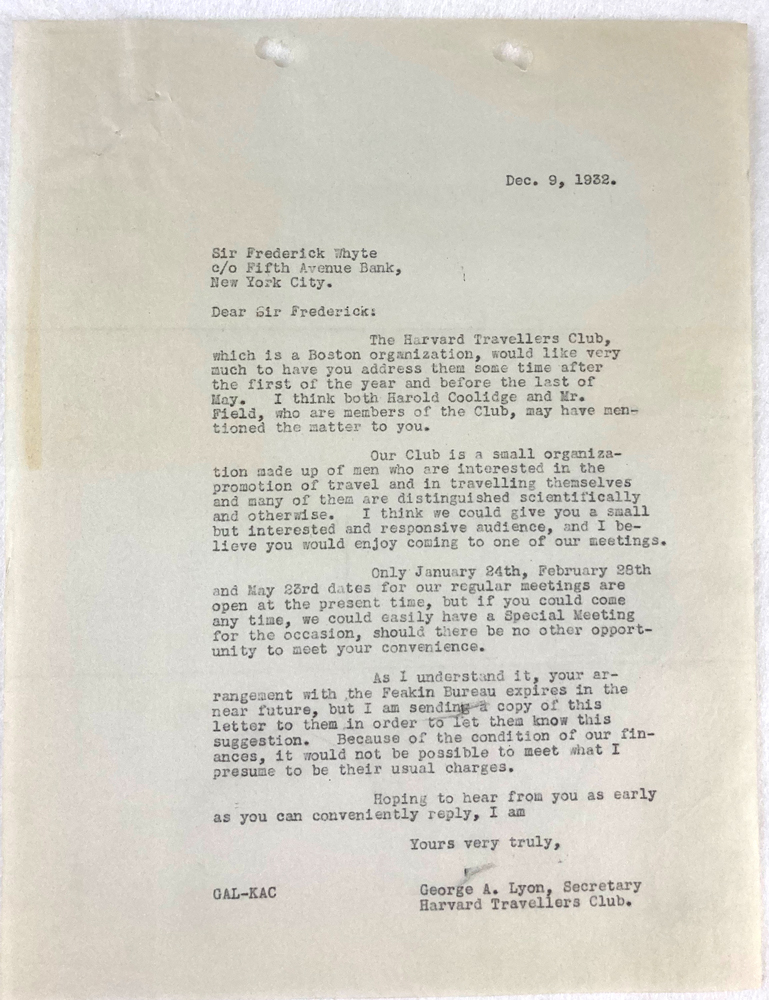 Dec. 9, 1932.
Sir Frederick Whyte
c/o Fifth Avenue Bank,
New York City.
Dear Sir Frederick:
The Harvard Travellers Club,
which is a Boston organization, would like very
much to have you address them some time after
the first of the year and before the last of
May. I think both Harold Coolidge and Mr.
Field, who are members of the Club, may have men-
tioned the matter to you.
Our Club is a small organiza-
tion made up of men who are interested in the
promotion of travel and in travelling themselves
and many of them are distinguished scientifically
and otherwise. I think we could give you a small
but interested and responsive audience, and I be-
lieve you would enjoy coming to one of our meetings.
Only January 24th, February 28th
and May 23rd dates for our regular meetings are
open at the present time, but if you could come
any time, we could easily have a Special Meeting
for the occasion, should there be no other opport-
unity to meet your convenience.
As I understand it, your ar-
rangement with the Feakin Bureau expires in the
near future, but I am sending a copy of this
letter to them in order to let them know this
suggestion. Because of the condition of our fin-
ances, it would not be possible to meet what I
presume to be their usual charges.
Hoping to hear from you as early
as you can conveniently reply, I am
Yours very truly,
GAL-KAC George A. Lyon, Secretary
Harvard Travellers Club.